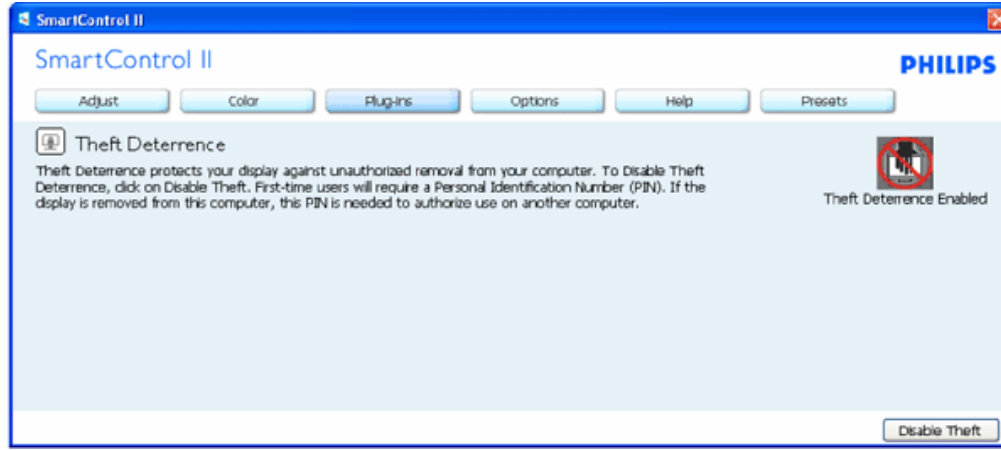 SmartControl II
SmartControl II
PHILIPS
Adjust Color Plug-Ins Options Help Presets
Theft Deterrence
Theft Deterrence protects your display against unauthorized removal from your computer. To Disable Theft
Deterrence, click on Disable Theft. First-time users will require a Personal Identification Number (PIN). If the
display is removed from this computer, this PIN is needed to authorize use on another computer.
Theft Deterrence Enabled
Disable Theft